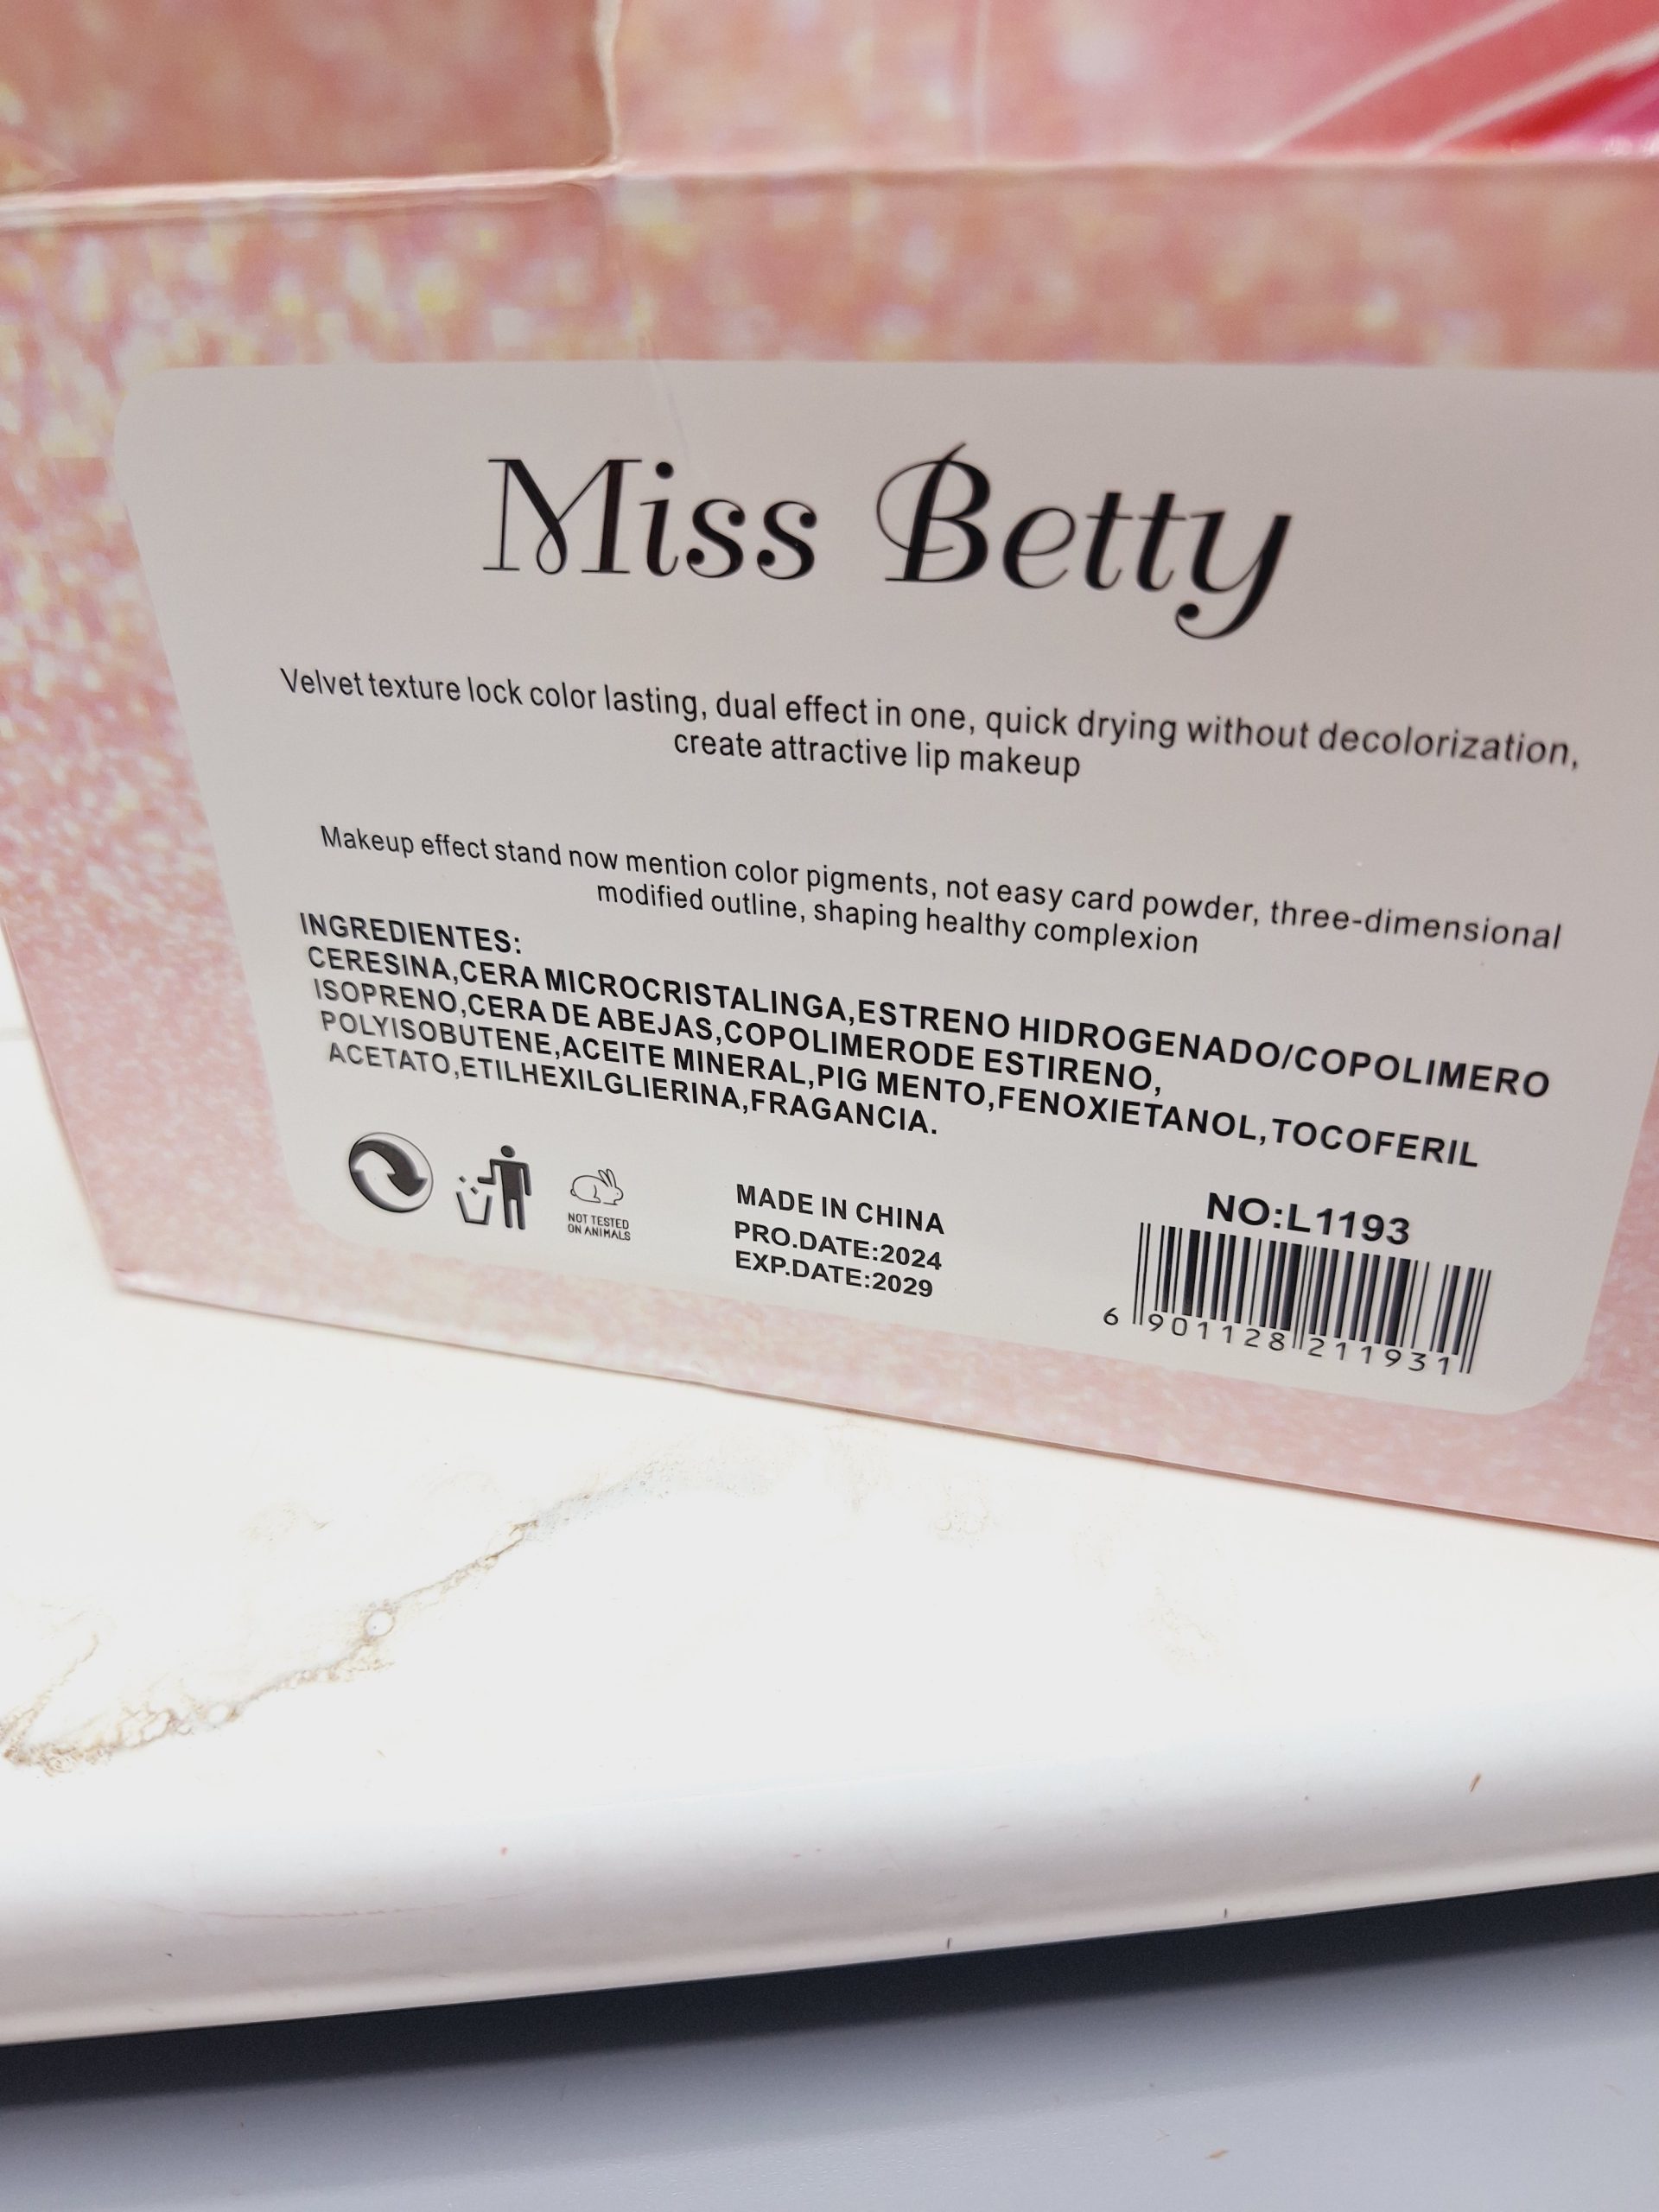 Miss Betty
Velvet texture lock color lasting, dual effect in one, quick drying without decolorization,
create attractive lip makeup
Makeup effect stand now mention color pigments, not easy card powder, three-dimensional
modified outline, shaping healthy complexion
INGREDIENTES:
CERESINA,CERA MICROCRISTALINGA,ESTRENO HIDROGENADO/COPOLIMERO
ISOPRENO,CERA DE ABEJAS,COPOLIMERODE ESTIRENO,
POLYISOBUTENE,ACEITE MINERAL,PIG MENTO,FENOXIETANOL,TOCOFERIL
ACETATO,ETILHEXILGLIERINA,FRAGANCIA.
NOT TESTED
ON ANIMALS
MADE IN CHINA
PRO.DATE:2024
EXP.DATE:2029
NO:L1193
6 901128 211931